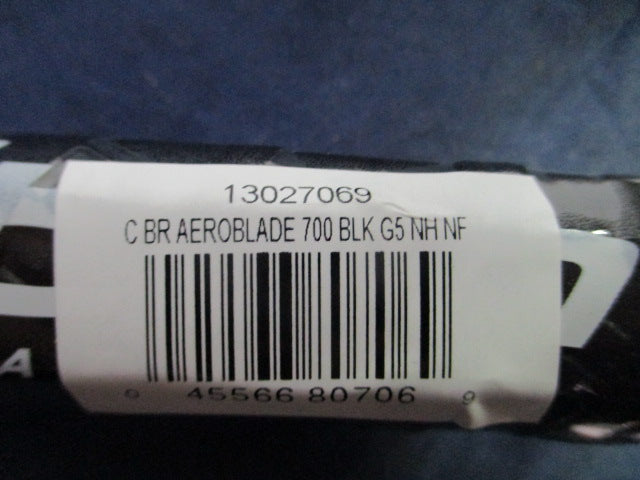 13027069
C BR AEROBLADE 700 BLK G5 NH NF
9 45566 80706 9
A